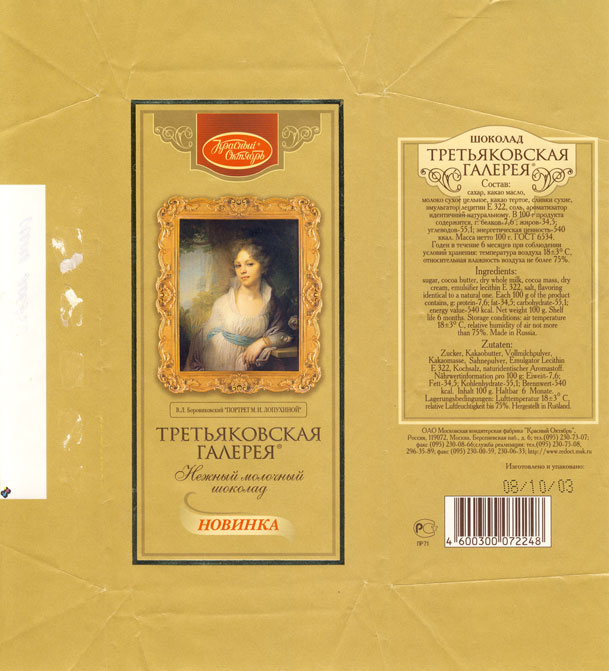 Красный
Октябрь
В.Л. Боровиковский "ПОРТРЕТ М. И. ЛОПУХИНОЙ"
ТРЕТЬЯКОВСКАЯ
ГАЛЕРЕЯ®
Нежный молочный
шоколад
НОВИНКА
ШОКОЛАД
ТРЕТЬЯКОВСКАЯ
ГАЛЕРЕЯ®
Состав:
сахар, какао масло,
молоко сухое цельное, какао тертое, сливки сухие,
эмульгатор лецитин Е 322, соль, ароматизатор
идентичный натуральному. В 100 г продукта
содержится, г: белков-7,6 ; жиров-34,5;
углеводов-55,1; энергетическая ценность-540
ккал. Масса нетто 100 г. ГОСТ 6534.
Годен в течение 6 месяцев при соблюдении
условий хранения: температура воздуха 18±3° С,
относительная влажность воздуха не более 75%.
Ingredients:
sugar, cocoa butter, dry whole milk, cocoa mass, dry
cream, emulsifier lecithin E 322, salt, flavoring
identical to a natural one. Each 100 g of the product
contains, g: protein-7,6; fat-34,5; carbohydrate-55,1;
energy value-540 kcal. Net weight 100 g. Shelf
life 6 months. Storage conditions: air temperature
18±3° C, relative humidity of air not more
than 75%. Made in Russia.
Zutaten:
Zucker, Kakaobutter, Vollmilchpulver,
Kakaomasse, Sahnepulver, Emulgator Lecithin
E 322, Kochsalz, naturidentischer Aromastoff.
Nährwertinformation pro 100 g: Eiweiß-7,6;
Fett-34,5; Kohlenhydrate-55,1; Brennwert-540
kcal. Inhalt 100 g. Haltbar 6 Monate.
Lagerungsbedingungen: Lufttemperatur 18±3° C,
relative Luftfeuchtigkeit bis 75%. Hergestellt in Rußland.
ОАО Московская кондитерская фабрика "Красный Октябрь".
Россия, 119072, Москва, Берсеневская наб., д. 6; тел.(095) 230-73-07;
факс (095) 230-08-66;служба реализации: тел.(095) 230-75-08,
296-35-89; факс (095) 230-00-59, 230-06-33; http://www.redoct.msk.ru
Изготовлено и упаковано:
08/10/03
РС
ПР71
4 600300 072248